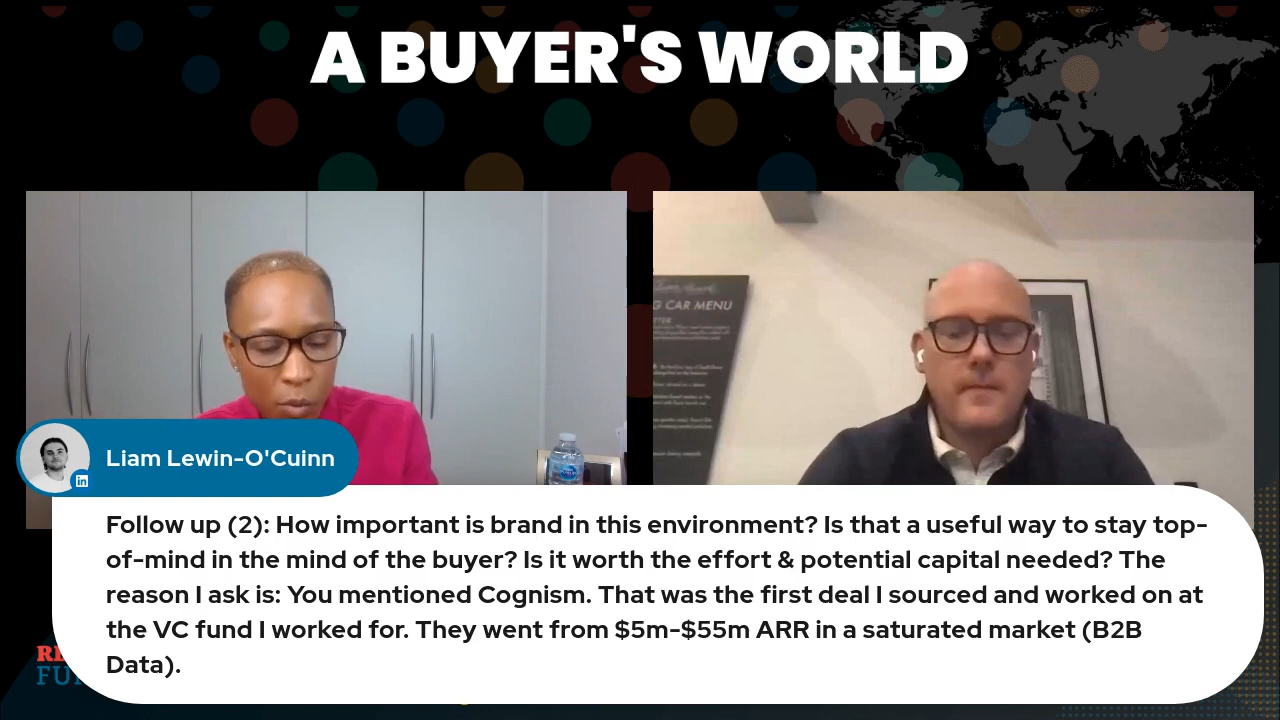 A BUYER'S WORLD
G CAR MENU
Liam Lewin-O'Cuinn
in
Follow up (2): How important is brand in this environment? Is that a useful way to stay top-
of-mind in the mind of the buyer? Is it worth the effort & potential capital needed? The
reason I ask is: You mentioned Cognism. That was the first deal I sourced and worked on at
the VC fund I worked for. They went from $5m-$55m ARR in a saturated market (B2B
Data).